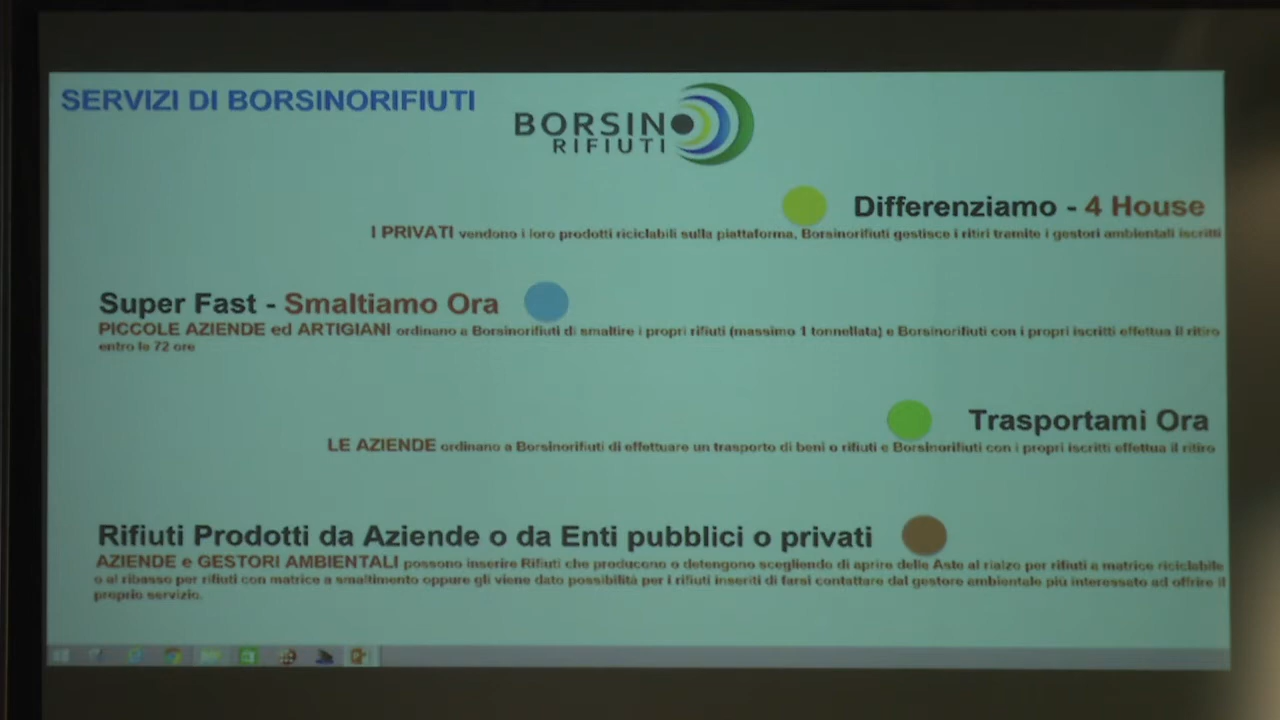 SERVIZI DI BORSINORIFIUTI
BORSINO
RIFIUTI
Differenziamo - 4 House
I PRIVATI vendono i loro prodotti riciclabili sulla piattaforma, Borsinorifiuti gestisce i ritiri tramite i gestori ambientali iscritti
Super Fast - Smaltiamo Ora
PICCOLE AZIENDE ed ARTIGIANI ordinano a Borsinorifiuti di smaltire i propri rifiuti (massimo 1 tonnellata) e Borsinorifiuti con i propri iscritti effettua il ritiro
entro le 72 ore
Trasportami Ora
LE AZIENDE ordinano a Borsinorifiuti di effettuare un trasporto di beni o rifiuti e Borsinorifiuti con i propri iscritti effettua il ritiro
Rifiuti Prodotti da Aziende o da Enti pubblici o privati
AZIENDE e GESTORI AMBIENTALI possono inserire Rifiuti che producono o detengono scegliendo di aprire delle Aste al rialzo per rifiuti a matrice riciclabile
o al ribasso per rifiuti con matrice a smaltimento oppure gli viene dato possibilità per i rifiuti inseriti di farsi contattare dal gestore ambientale più interessato ad offrire il
proprio servizio.